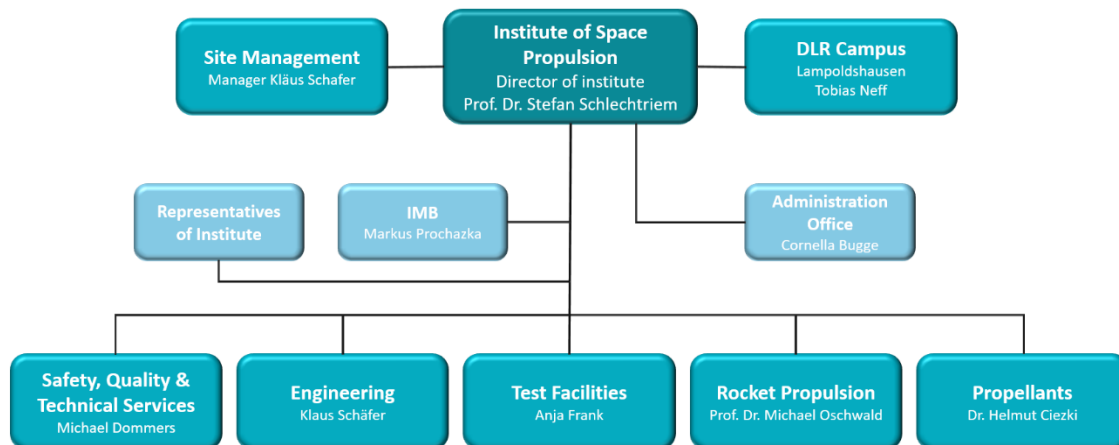 Site Management
Manager Kläus Schafer
Institute of Space
Propulsion
Director of institute
Prof. Dr. Stefan Schlechtriem
DLR Campus
Lampoldshausen
Tobias Neff
Representatives
of Institute
IMB
Markus Prochazka
Administration
Office
Cornella Bugge
Safety, Quality &
Technical Services
Michael Dommers
Engineering
Klaus Schäfer
Test Facilities
Anja Frank
Rocket Propulsion
Prof. Dr. Michael Oschwald
Propellants
Dr. Helmut Ciezki